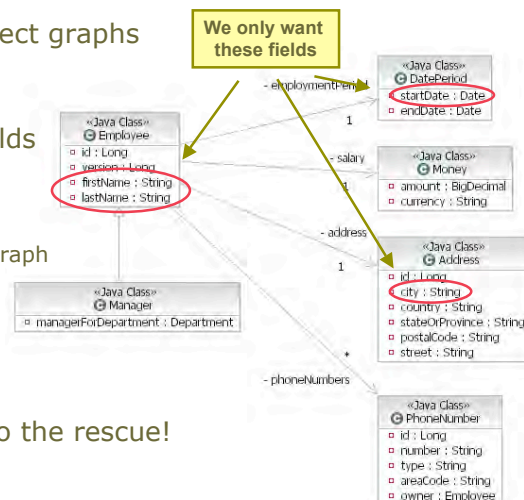 ect graphs
We only want
these fields
lds
raph
o the rescue!
«Java Class»
Employee
id : Long
version : Long
firstName : String
lastName : String
«Java Class»
Manager
managerForDepartment : Department
- employmentPeriod
1
- salary
1
- address
1
*
- phoneNumbers
«Java Class»
DatePeriod
startDate : Date
endDate : Date
«Java Class»
Money
amount : BigDecimal
currency : String
«Java Class»
Address
id : Long
city : String
country : String
stateOrProvince : String
postalCode : String
street : String
«Java Class»
PhoneNumber
id : Long
number : String
type : String
areaCode : String
owner : Employee